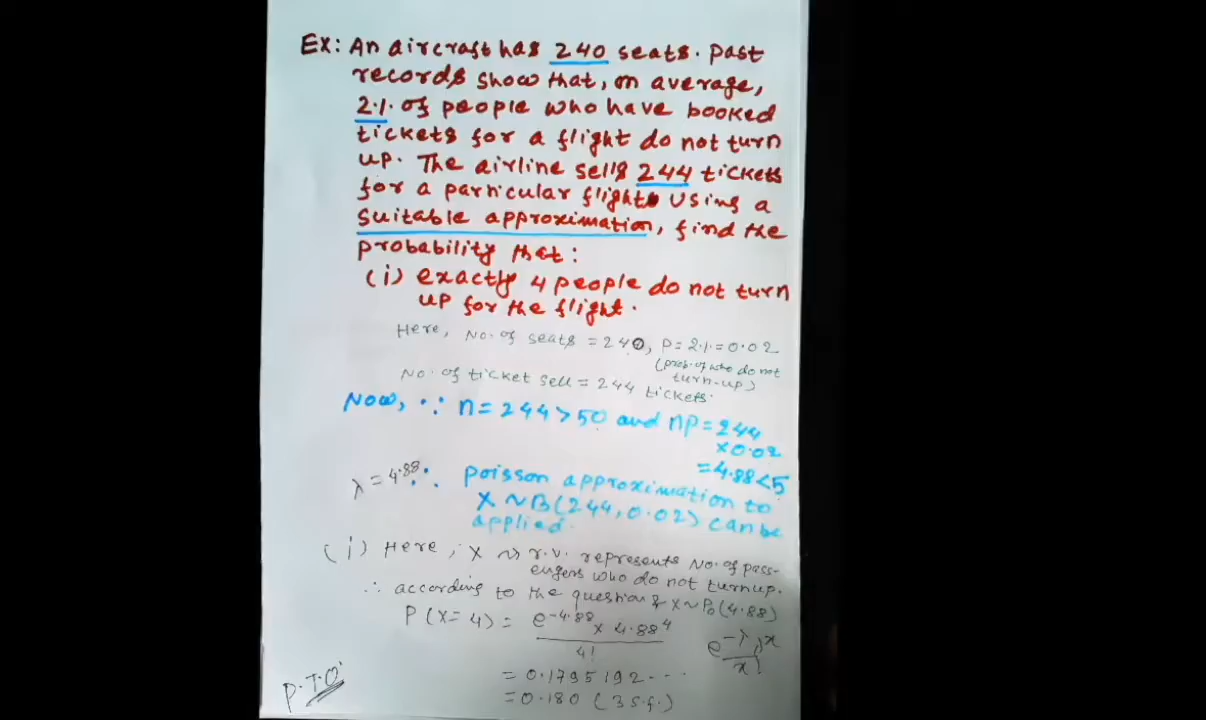 Ex: An aircraft has 240 seats. Past
records show that, on average,
2% of people who have booked
tickets for a flight do not turn
up. The airline sells 244 tickets
for a particular flight. Using a
suitable approximation, find the
probability that:
(i) exactly 4 people do not turn
up for the flight.
Here, No. of seats = 240, P = 2% = 0.02
(prob. of who do not
turn-up)
No. of ticket sell = 244 tickets.
Now, ∵ n = 244 > 50 and np = 244
×0.02
= 4.88 < 5
λ = 4.88 ∴ Poisson approximation to
X ~ B(244, 0.02) can be
applied.
(i) Here, X ~> r.v. represents No. of pass-
engers who do not turnup.
∴ according to the question & X ~ Po(4.88)
P(X = 4) = e^-4.88 × 4.88^4 / 4!
e^-λ λ^x / x!
= 0.1795192...
= 0.180 (3 s.f.)
P.T.O.